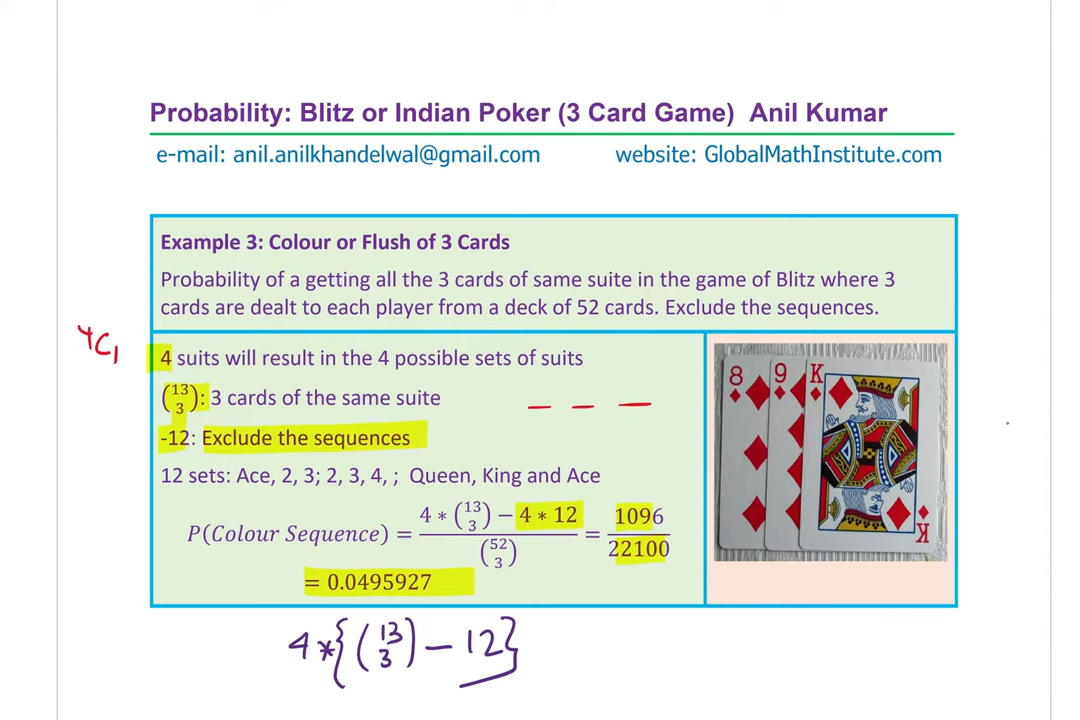 Probability: Blitz or Indian Poker (3 Card Game) Anil Kumar
e-mail: anil.anilkhandelwal@gmail.com website: GlobalMathInstitute.com
Example 3: Colour or Flush of 3 Cards
Probability of a getting all the 3 cards of same suite in the game of Blitz where 3
cards are dealt to each player from a deck of 52 cards. Exclude the sequences.
4C1
4 suits will result in the 4 possible sets of suits
(13 3): 3 cards of the same suite
-12: Exclude the sequences
12 sets: Ace, 2, 3; 2, 3, 4, ; Queen, King and Ace
P(Colour Sequence) = (4 * (13 3) − 4 * 12) / (52 3) = 1096 / 22100
= 0.0495927
4*{(13 3) − 12}
8 9 K
K